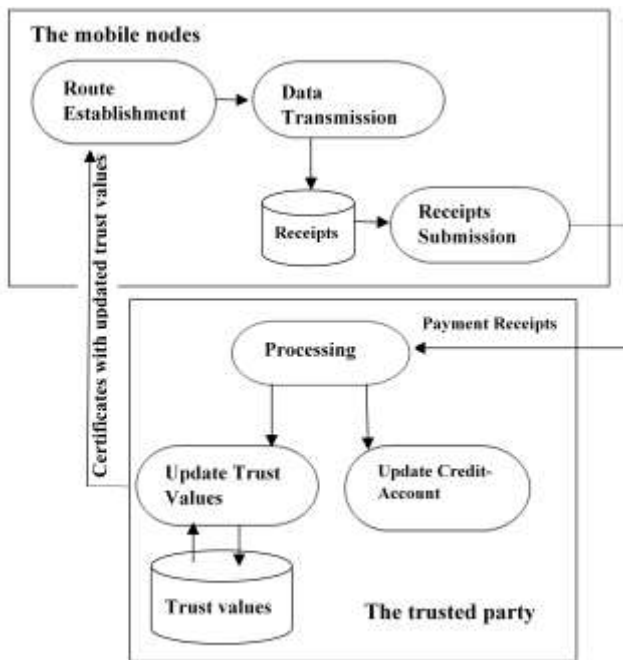 The mobile nodes
Route
Establishment
Data
Transmission
Receipts
Receipts
Submission
Certificates with updated trust values
Payment Receipts
Processing
Update Trust
Values
Update Credit-
Account
Trust values
The trusted party